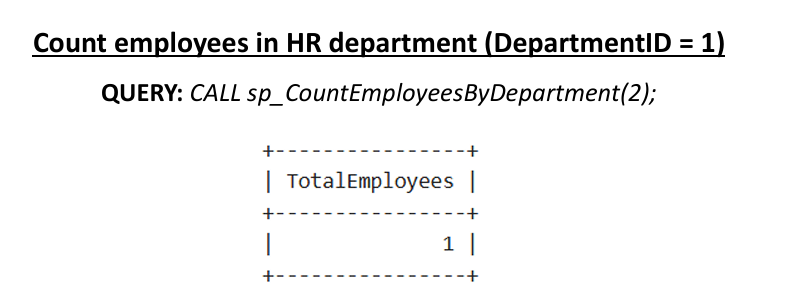 Count employees in HR department (DepartmentID = 1)
QUERY: CALL sp_CountEmployeesByDepartment(2);
+----------------+
| TotalEmployees |
+----------------+
|              1 |
+----------------+